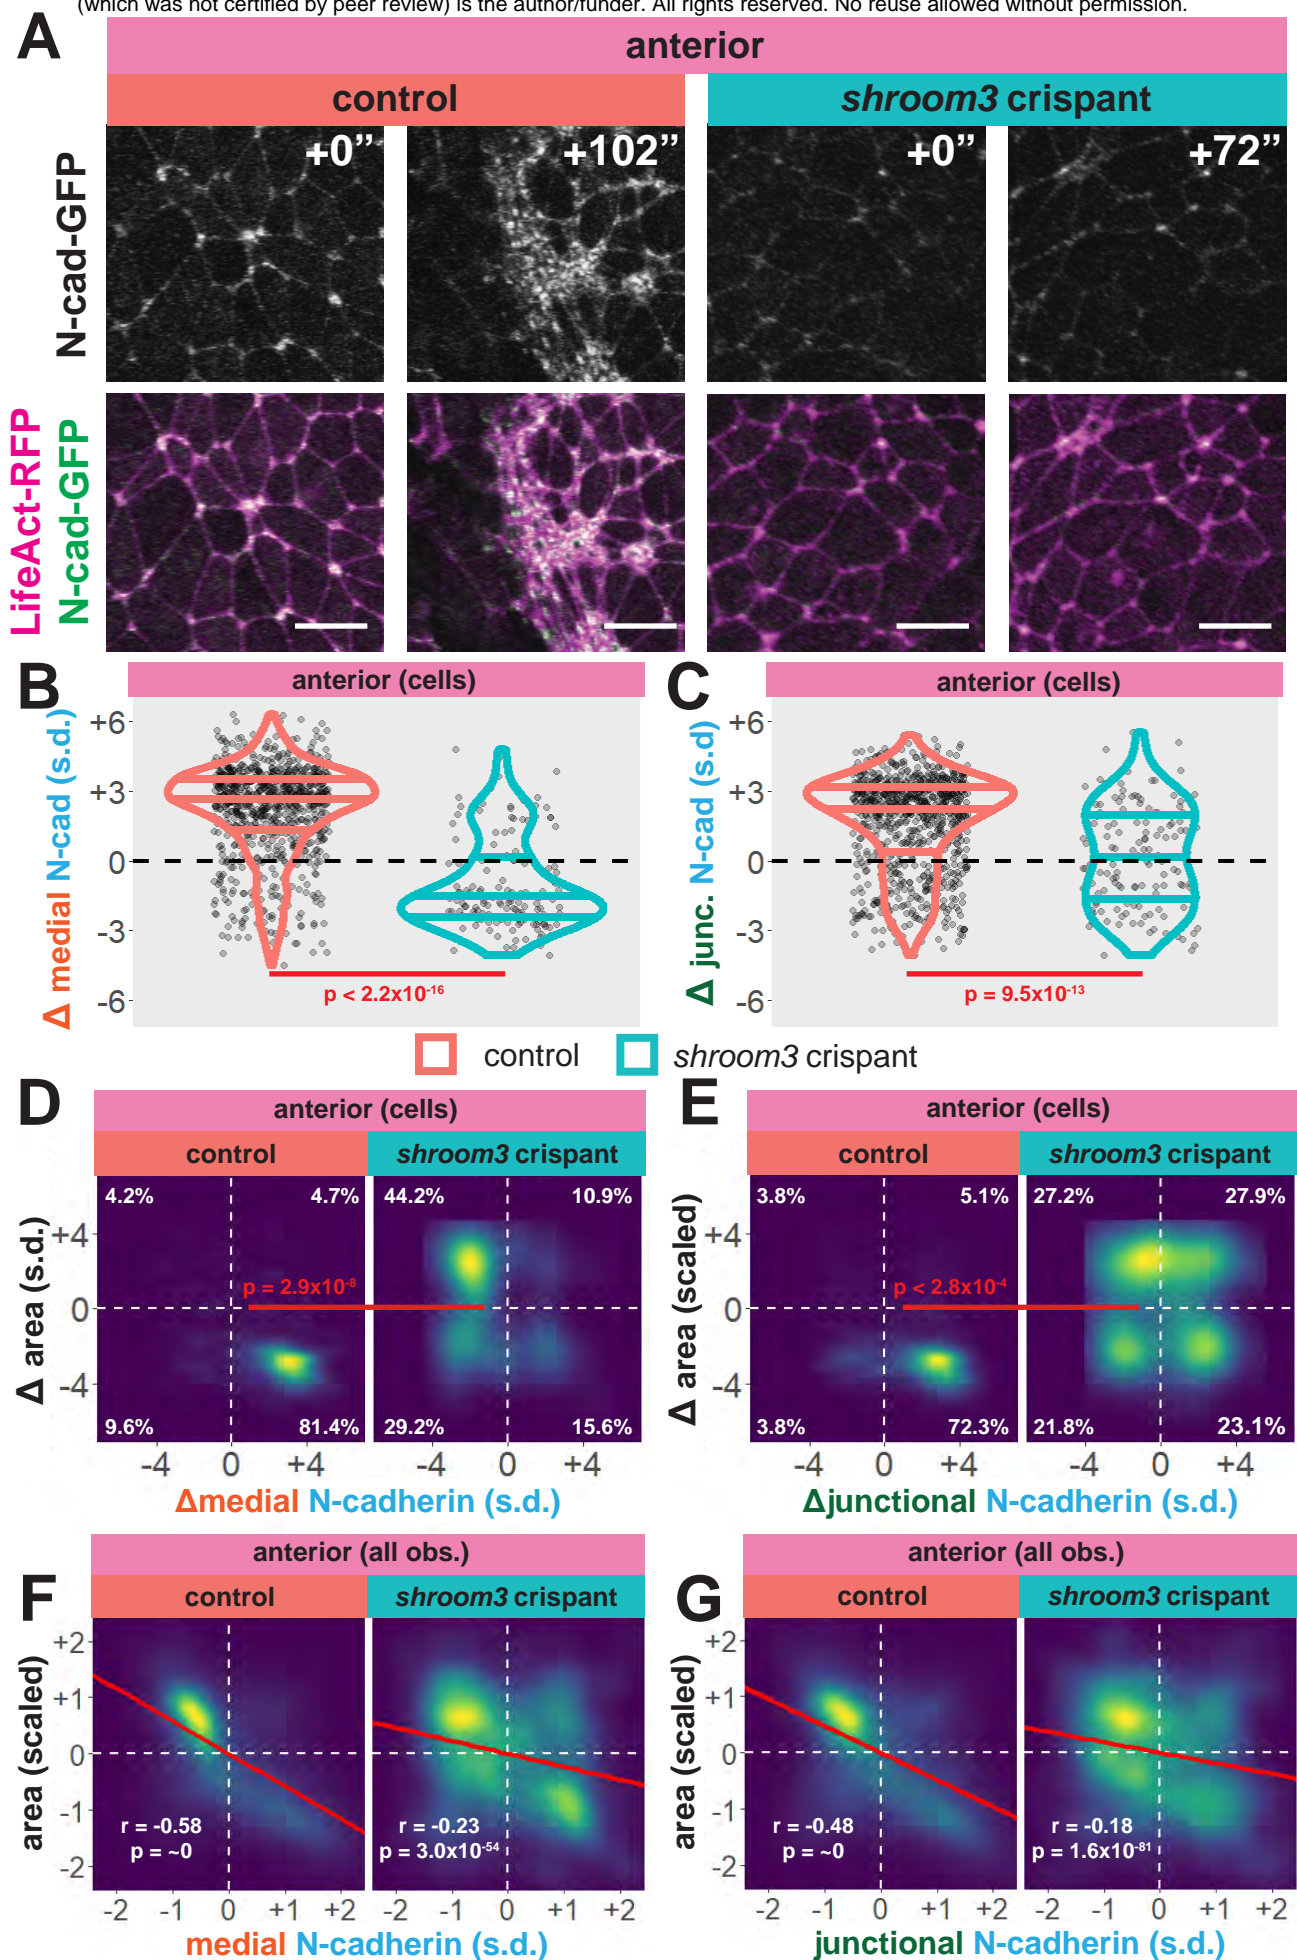 (which was not certified by peer review) is the author/funder. All rights reserved. No reuse allowed without permission.
A
anterior
control
shroom3 crispant
N-cad-GFP
+0”
+102”
+0”
+72”
LifeAct-RFP
N-cad-GFP
B
anterior (cells)
Δ medial N-cad (s.d.)
+6
+3
0
-3
-6
p < 2.2x10-16
C
anterior (cells)
Δ junc. N-cad (s.d)
+6
+3
0
-3
-6
p = 9.5x10-13
control
shroom3 crispant
D
anterior (cells)
control
shroom3 crispant
Δ area (s.d.)
+4
0
-4
4.2%
4.7%
44.2%
10.9%
p = 2.9x10-8
9.6%
81.4%
29.2%
15.6%
-4 0 +4
-4 0 +4
Δmedial N-cadherin (s.d.)
E
anterior (cells)
control
shroom3 crispant
Δ area (scaled)
+4
0
-4
3.8%
5.1%
27.2%
27.9%
p < 2.8x10-4
3.8%
72.3%
21.8%
23.1%
-4 0 +4
-4 0 +4
Δjunctional N-cadherin (s.d.)
F
anterior (all obs.)
control
shroom3 crispant
area (scaled)
+2
+1
0
-1
-2
r = -0.58
p = ~0
r = -0.23
p = 3.0x10-54
-2 -1 0 +1 +2
-2 -1 0 +1 +2
medial N-cadherin (s.d.)
G
anterior (all obs.)
control
shroom3 crispant
area (scaled)
+2
+1
0
-1
-2
r = -0.48
p = ~0
r = -0.18
p = 1.6x10-81
-2 -1 0 +1 +2
-2 -1 0 +1 +2
junctional N-cadherin (s.d.)